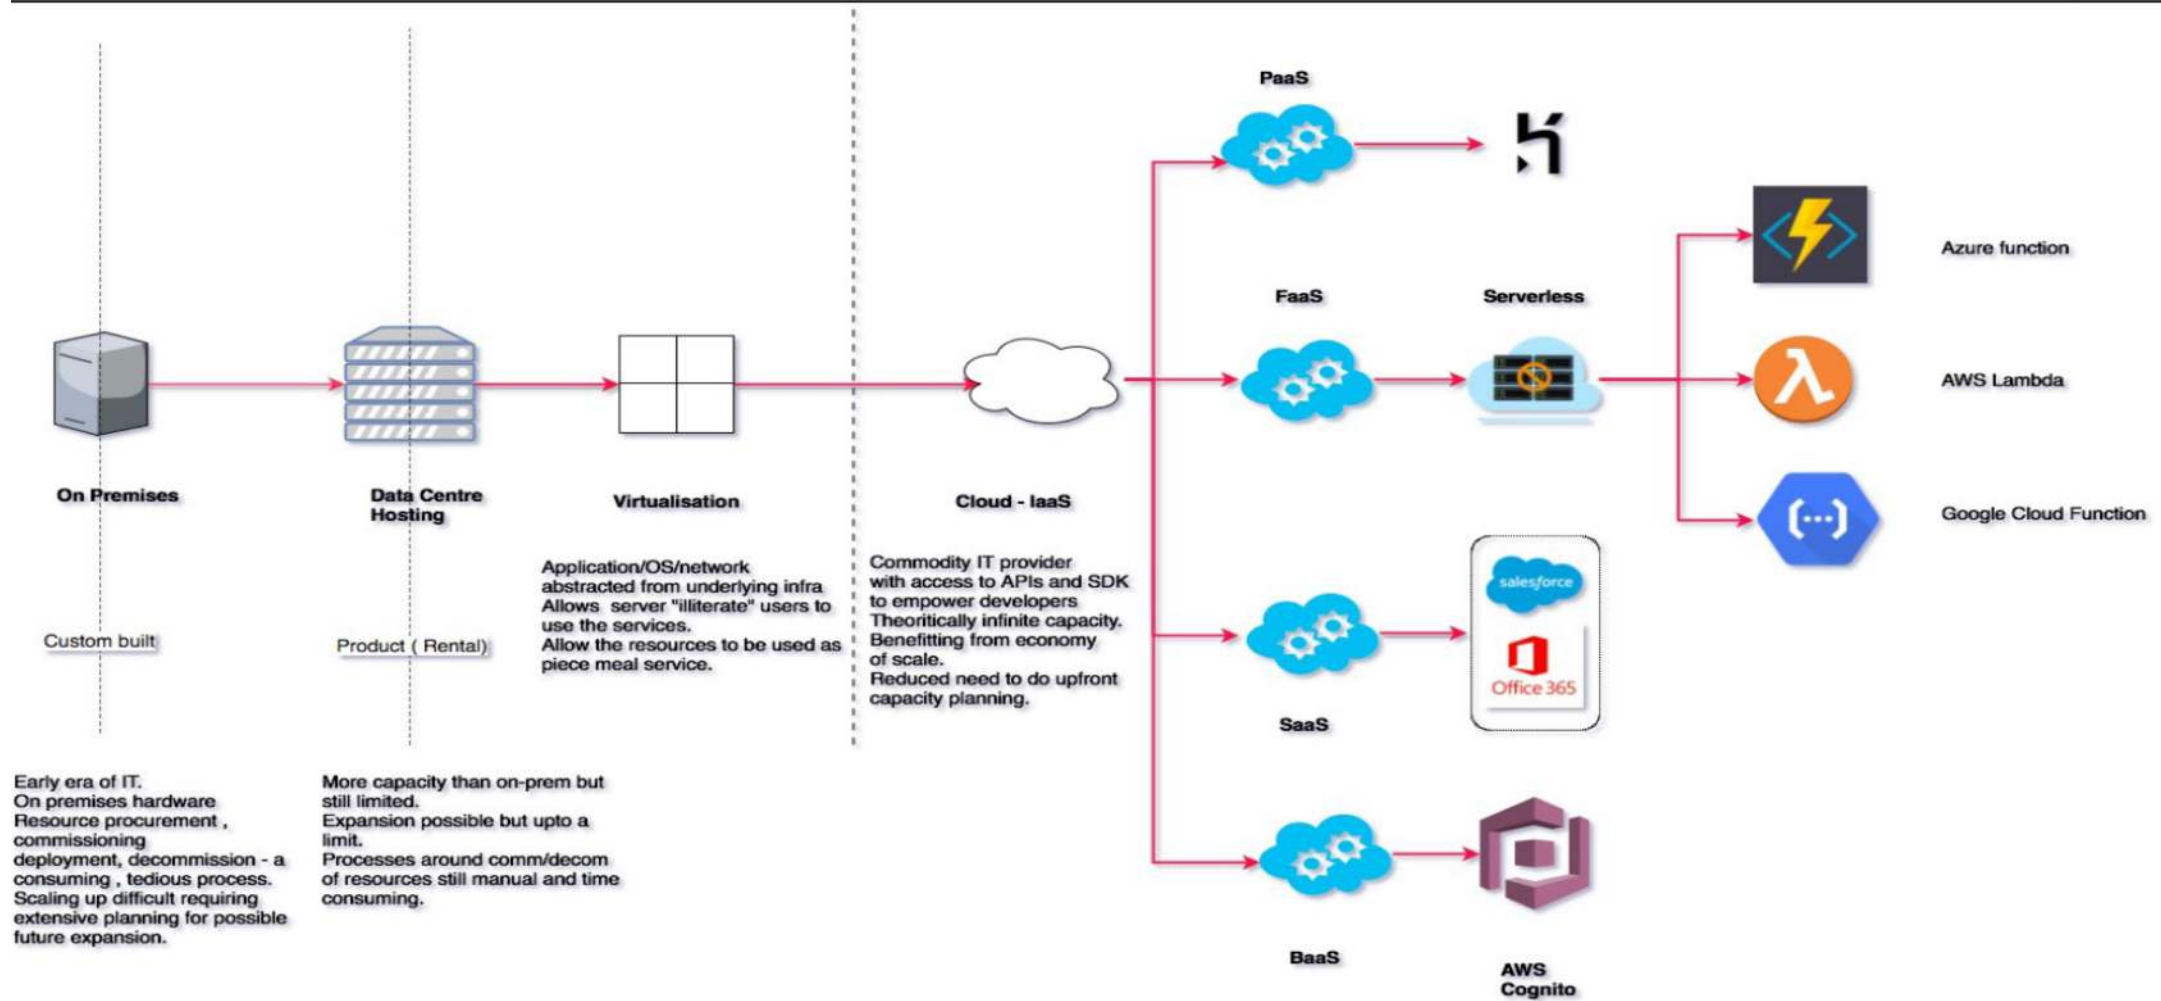 PaaS
Azure function
FaaS
Serverless
AWS Lambda
On Premises
Data Centre
Hosting
Virtualisation
Cloud - IaaS
Google Cloud Function
Custom built
Product ( Rental)
Application/OS/network
abstracted from underlying infra
Allows server "illiterate" users to
use the services.
Allow the resources to be used as
piece meal service.
Commodity IT provider
with access to APIs and SDK
to empower developers
Theoritically infinite capacity.
Benefitting from economy
of scale.
Reduced need to do upfront
capacity planning.
salesforce
Office 365
SaaS
Early era of IT.
On premises hardware
Resource procurement ,
commissioning
deployment, decommission - a
consuming , tedious process.
Scaling up difficult requiring
extensive planning for possible
future expansion.
More capacity than on-prem but
still limited.
Expansion possible but upto a
limit.
Processes around comm/decom
of resources still manual and time
consuming.
BaaS
AWS
Cognito